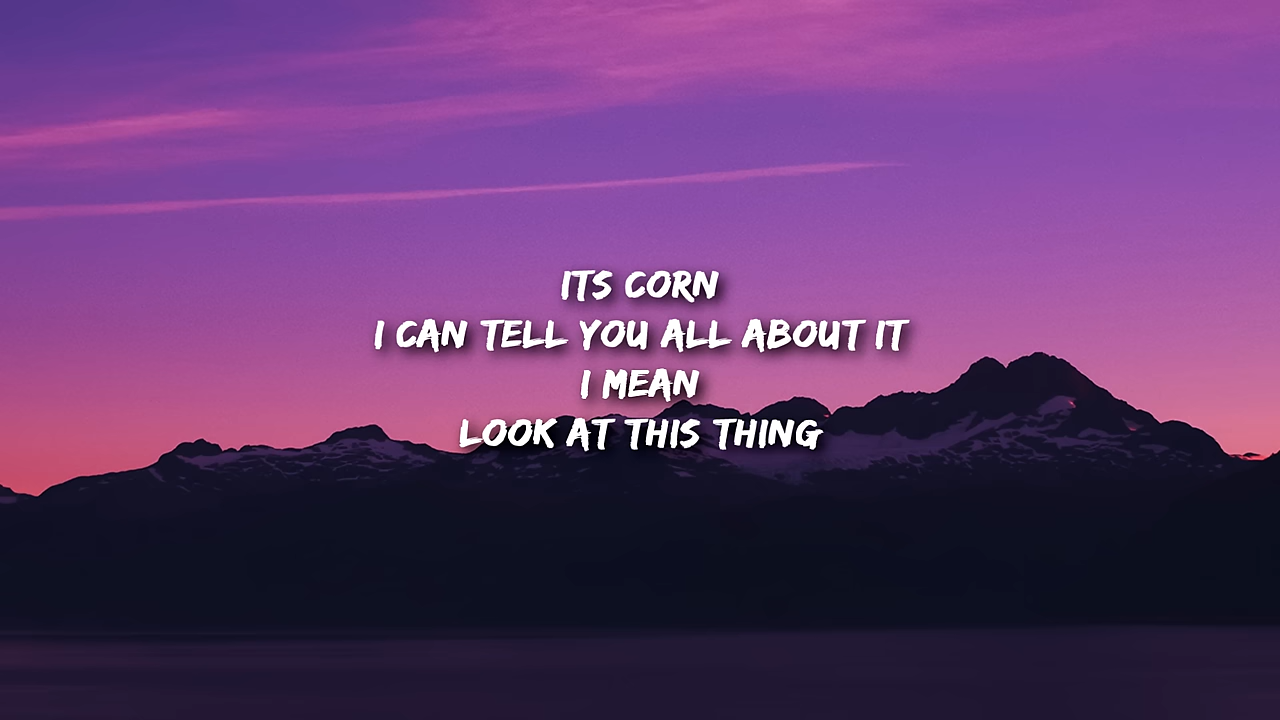 ITS CORN
I CAN TELL YOU ALL ABOUT IT
I MEAN
LOOK AT THIS THING